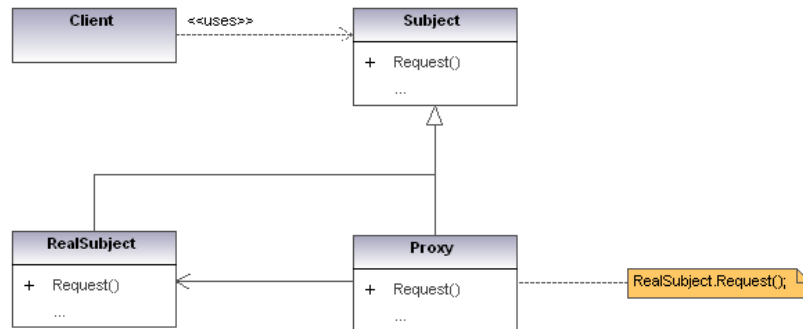 Client
<<uses>>
Subject
+ Request()
...
RealSubject
+ Request()
...
Proxy
+ Request()
...
RealSubject.Request();